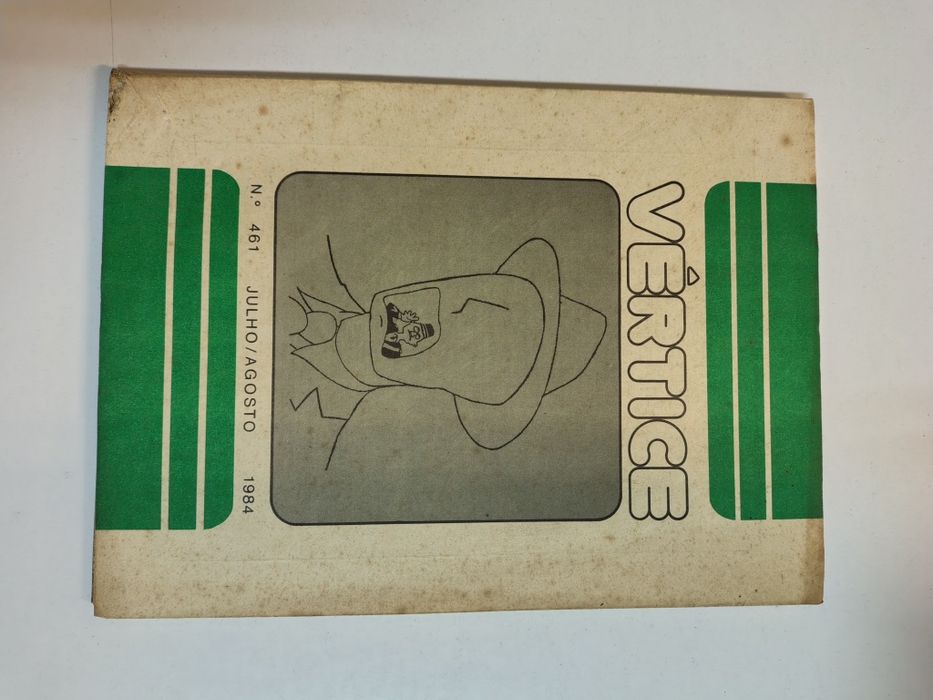 VÉRTICE
N.º 461 JULHO/AGOSTO 1984